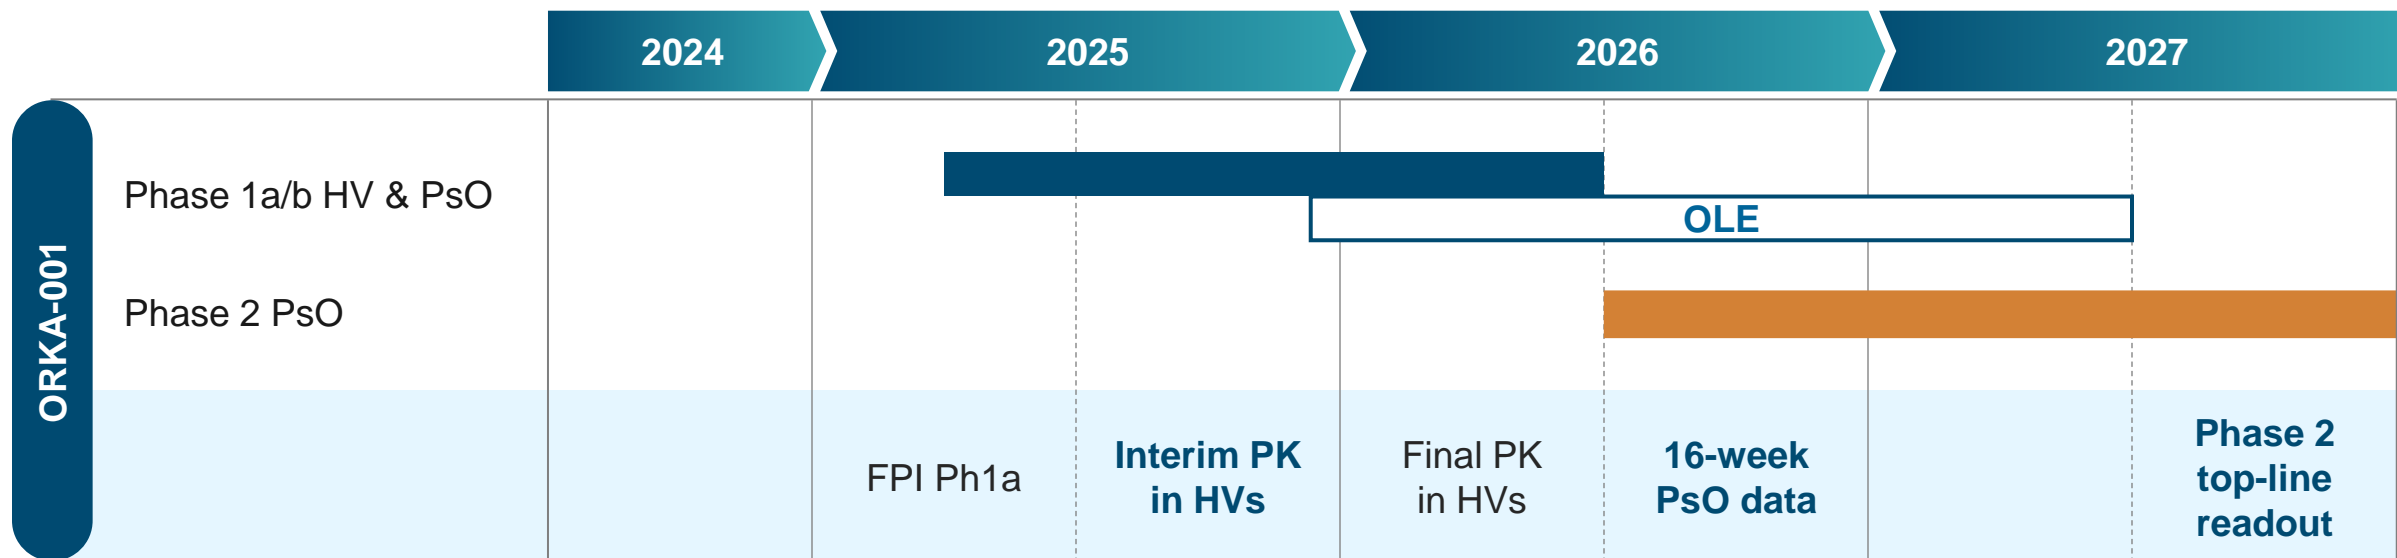 2024
2025
2026
2027
ORKA-001
Phase 1a/b HV & PsO
OLE
Phase 2 PsO
FPI Ph1a
Interim PK
in HVs
Final PK
in HVs
16-week
PsO data
Phase 2
top-line
readout